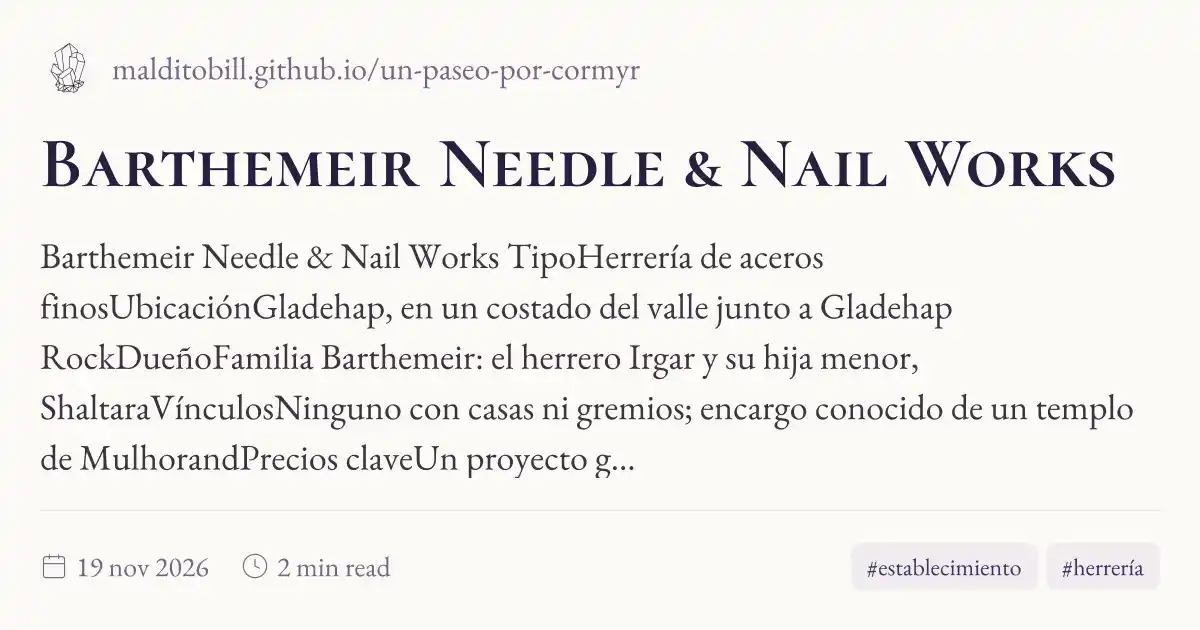 malditobill.github.io/un-paseo-por-cormyr
Barthemeir Needle & Nail Works
Barthemeir Needle & Nail Works TipoHerrería de aceros
finosUbicaciónGladehap, en un costado del valle junto a Gladehap
RockDueñoFamilia Barthemeir: el herrero Irgar y su hija menor,
ShaltaraVínculosNinguno con casas ni gremios; encargo conocido de un templo
de MulhorandPrecios claveUn proyecto g...
19 nov 2026 2 min read #establecimiento #herrería